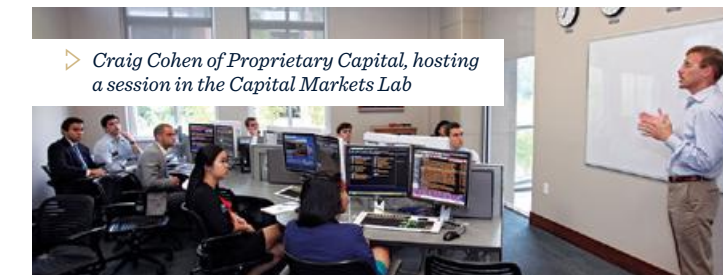 Craig Cohen of Proprietary Capital, hosting
a session in the Capital Markets Lab